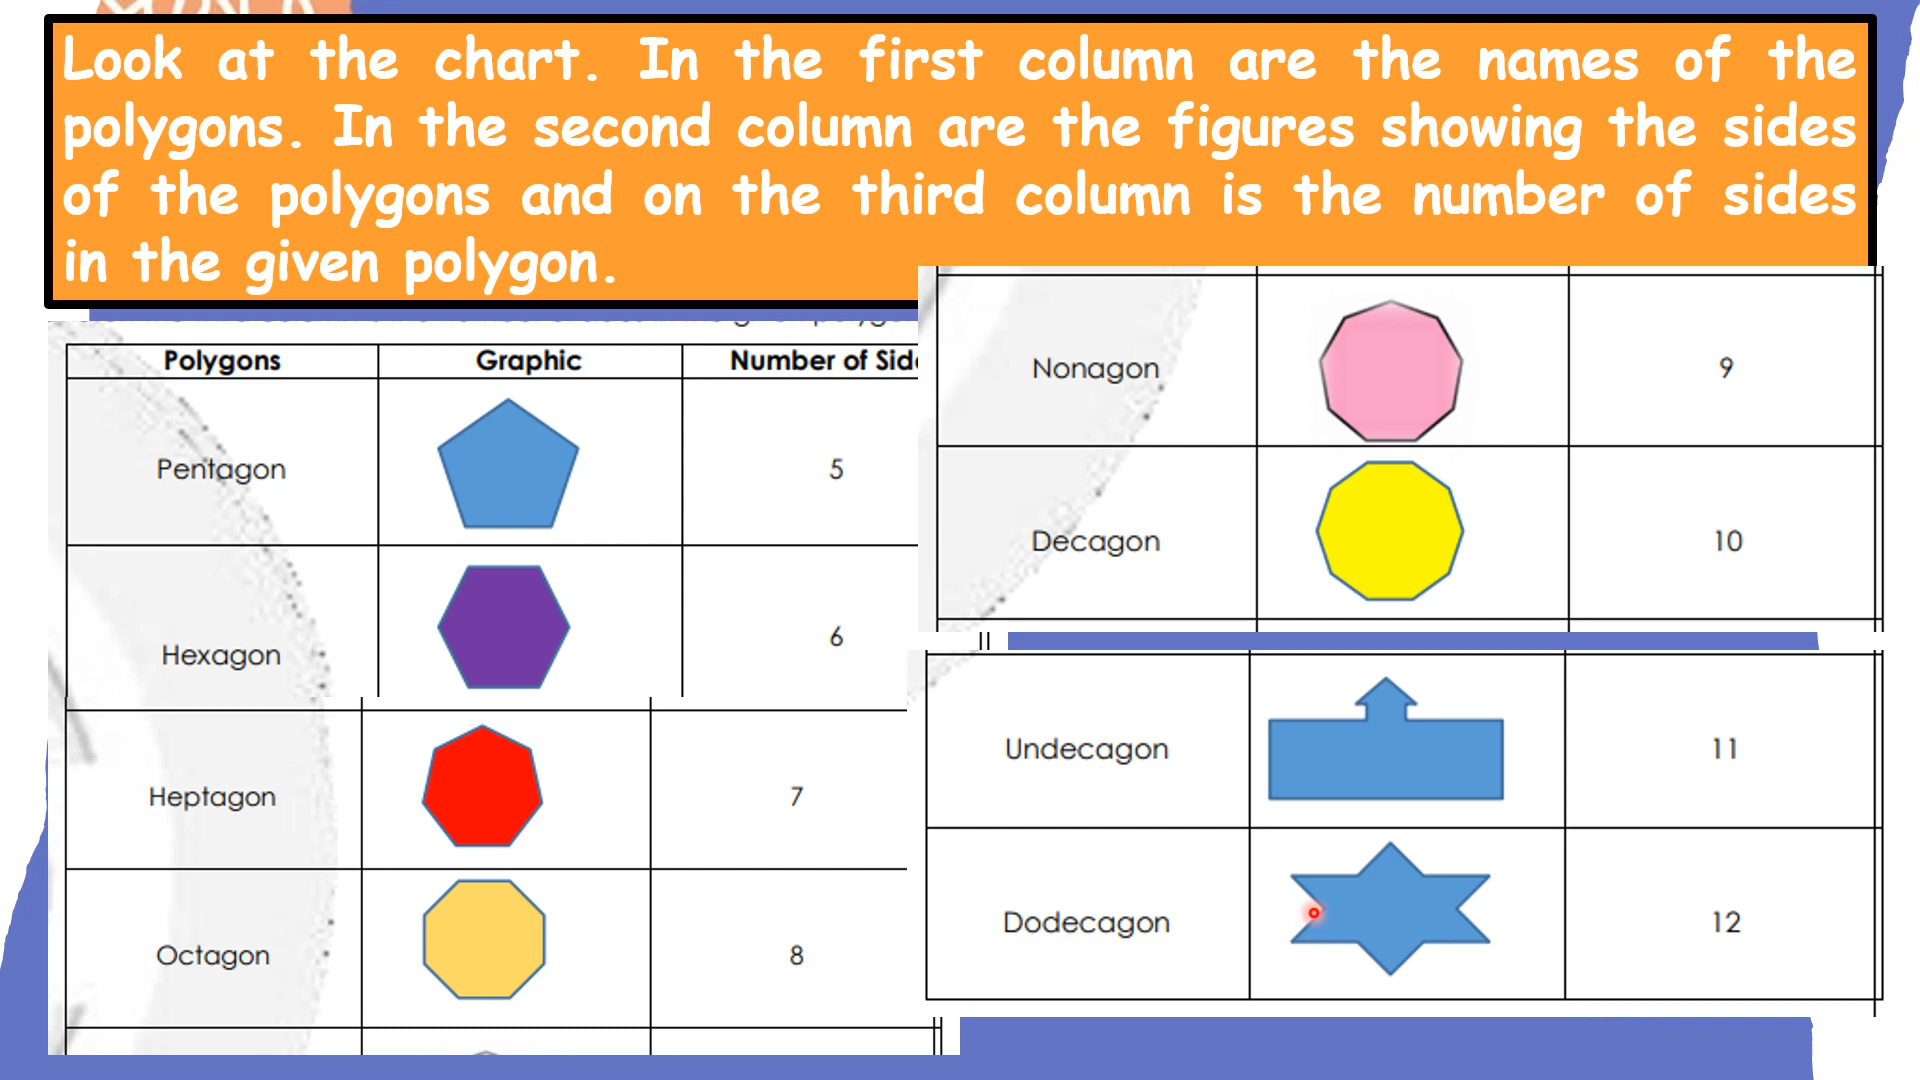 Look at the chart. In the first column are the names of the
polygons. In the second column are the figures showing the sides
of the polygons and on the third column is the number of sides
in the given polygon.
Polygons Graphic Number of Side
Pentagon 5
Hexagon 6
Heptagon 7
Octagon 8
Nonagon 9
Decagon 10
Undecagon 11
Dodecagon 12